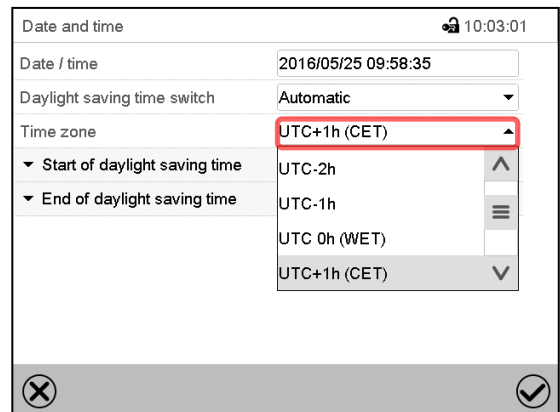 Date and time 10:03:01
Date / time 2016/05/25 09:58:35
Daylight saving time switch Automatic
Time zone UTC+1h (CET)
Start of daylight saving time UTC-2h
End of daylight saving time UTC-1h
UTC 0h (WET)
UTC+1h (CET)